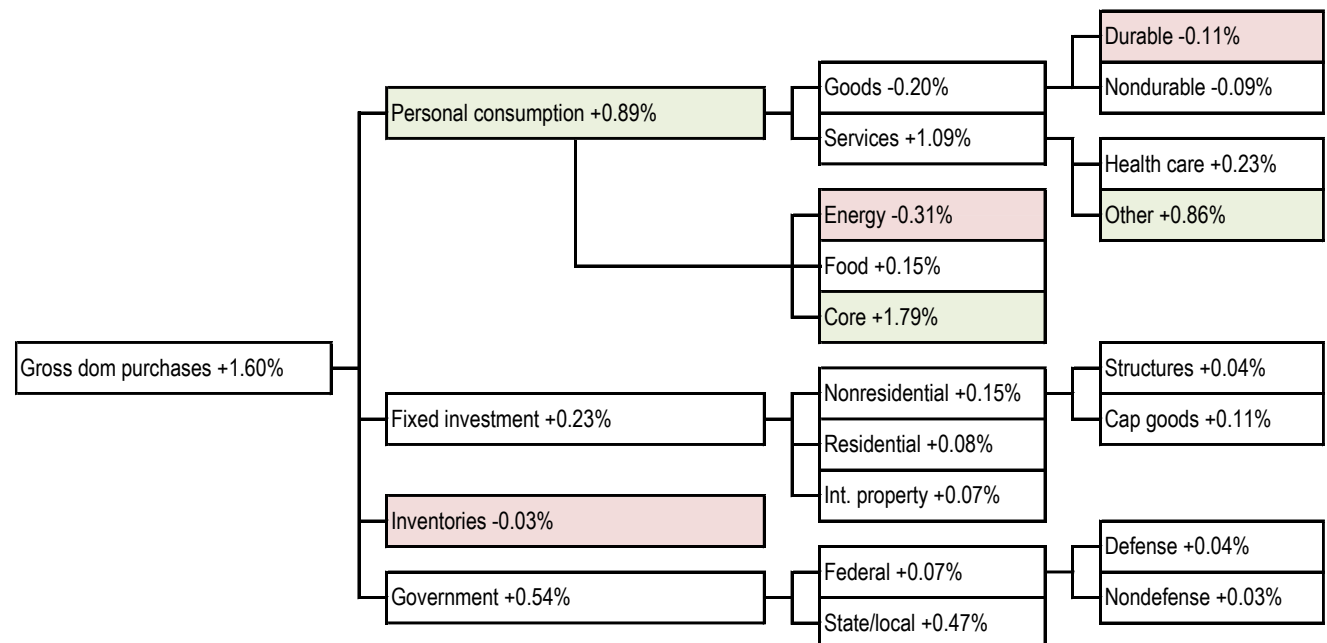 Gross dom purchases +1.60%
Personal consumption +0.89%
Goods -0.20%
Durable -0.11%
Nondurable -0.09%
Services +1.09%
Health care +0.23%
Other +0.86%
Energy -0.31%
Food +0.15%
Core +1.79%
Fixed investment +0.23%
Nonresidential +0.15%
Structures +0.04%
Cap goods +0.11%
Residential +0.08%
Int. property +0.07%
Inventories -0.03%
Government +0.54%
Federal +0.07%
Defense +0.04%
Nondefense +0.03%
State/local +0.47%